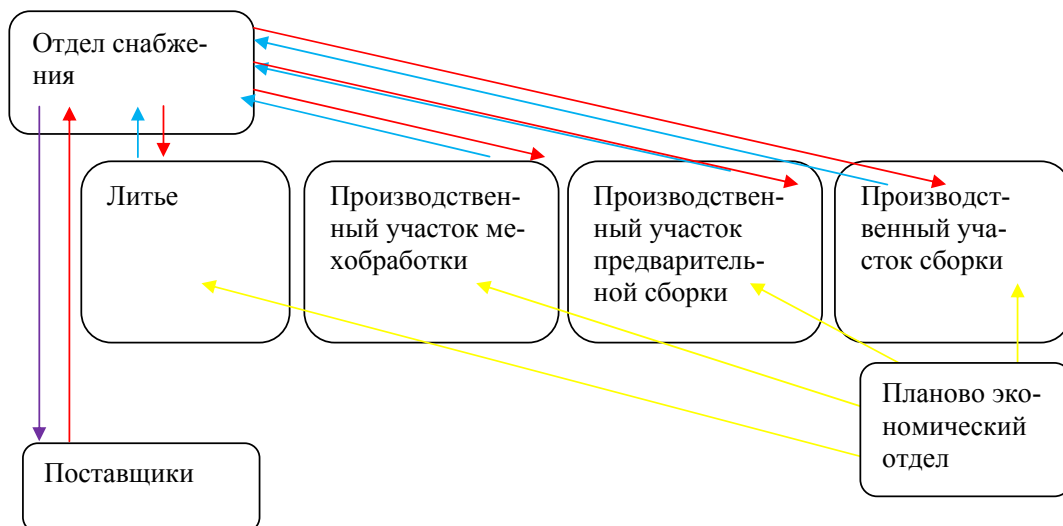 Отдел снабже-
ния
Литье
Производствен-
ный участок ме-
хобработки
Производствен-
ный участок
предваритель-
ной сборки
Производст-
венный уча-
сток сборки
Планово эко-
номический
отдел
Поставщики